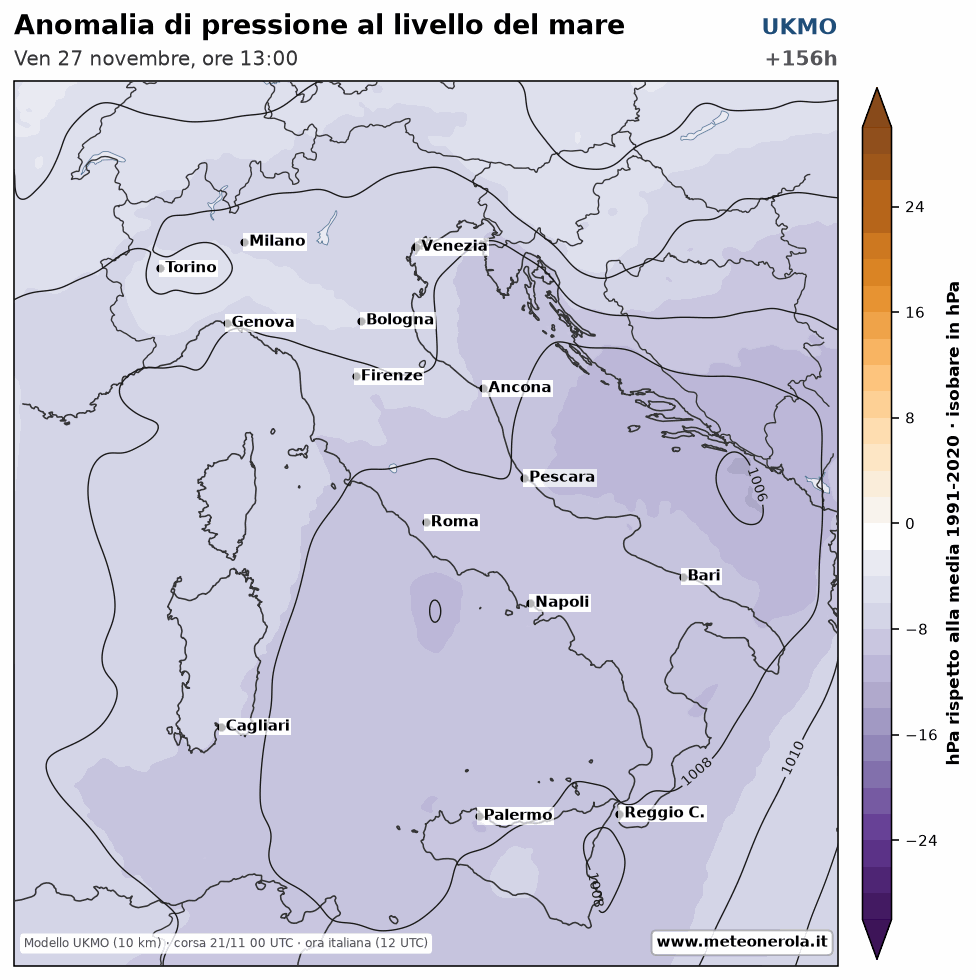 Anomalia di pressione al livello del mare
UKMO
Ven 27 novembre, ore 13:00
+156h
Milano
Venezia
Torino
Genova
Bologna
Firenze
Ancona
Pescara
1006
Roma
Bari
Napoli
Cagliari
1008
1010
Palermo
Reggio C.
1008
24
16
8
0
−8
−16
−24
hPa rispetto alla media 1991-2020 · isobare in hPa
Modello UKMO (10 km) · corsa 21/11 00 UTC · ora italiana (12 UTC)
www.meteonerola.it